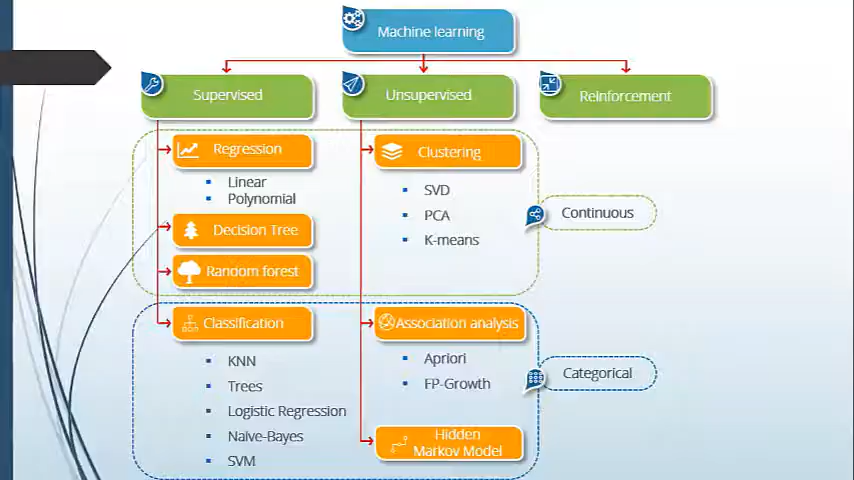 Machine learning
Supervised
Unsupervised
Reinforcement
Regression
Linear
Polynomial
Decision Tree
Random forest
Clustering
SVD
PCA
K-means
Continuous
Classification
KNN
Trees
Logistic Regression
Naive-Bayes
SVM
Association analysis
Apriori
FP-Growth
Hidden
Markov Model
Categorical